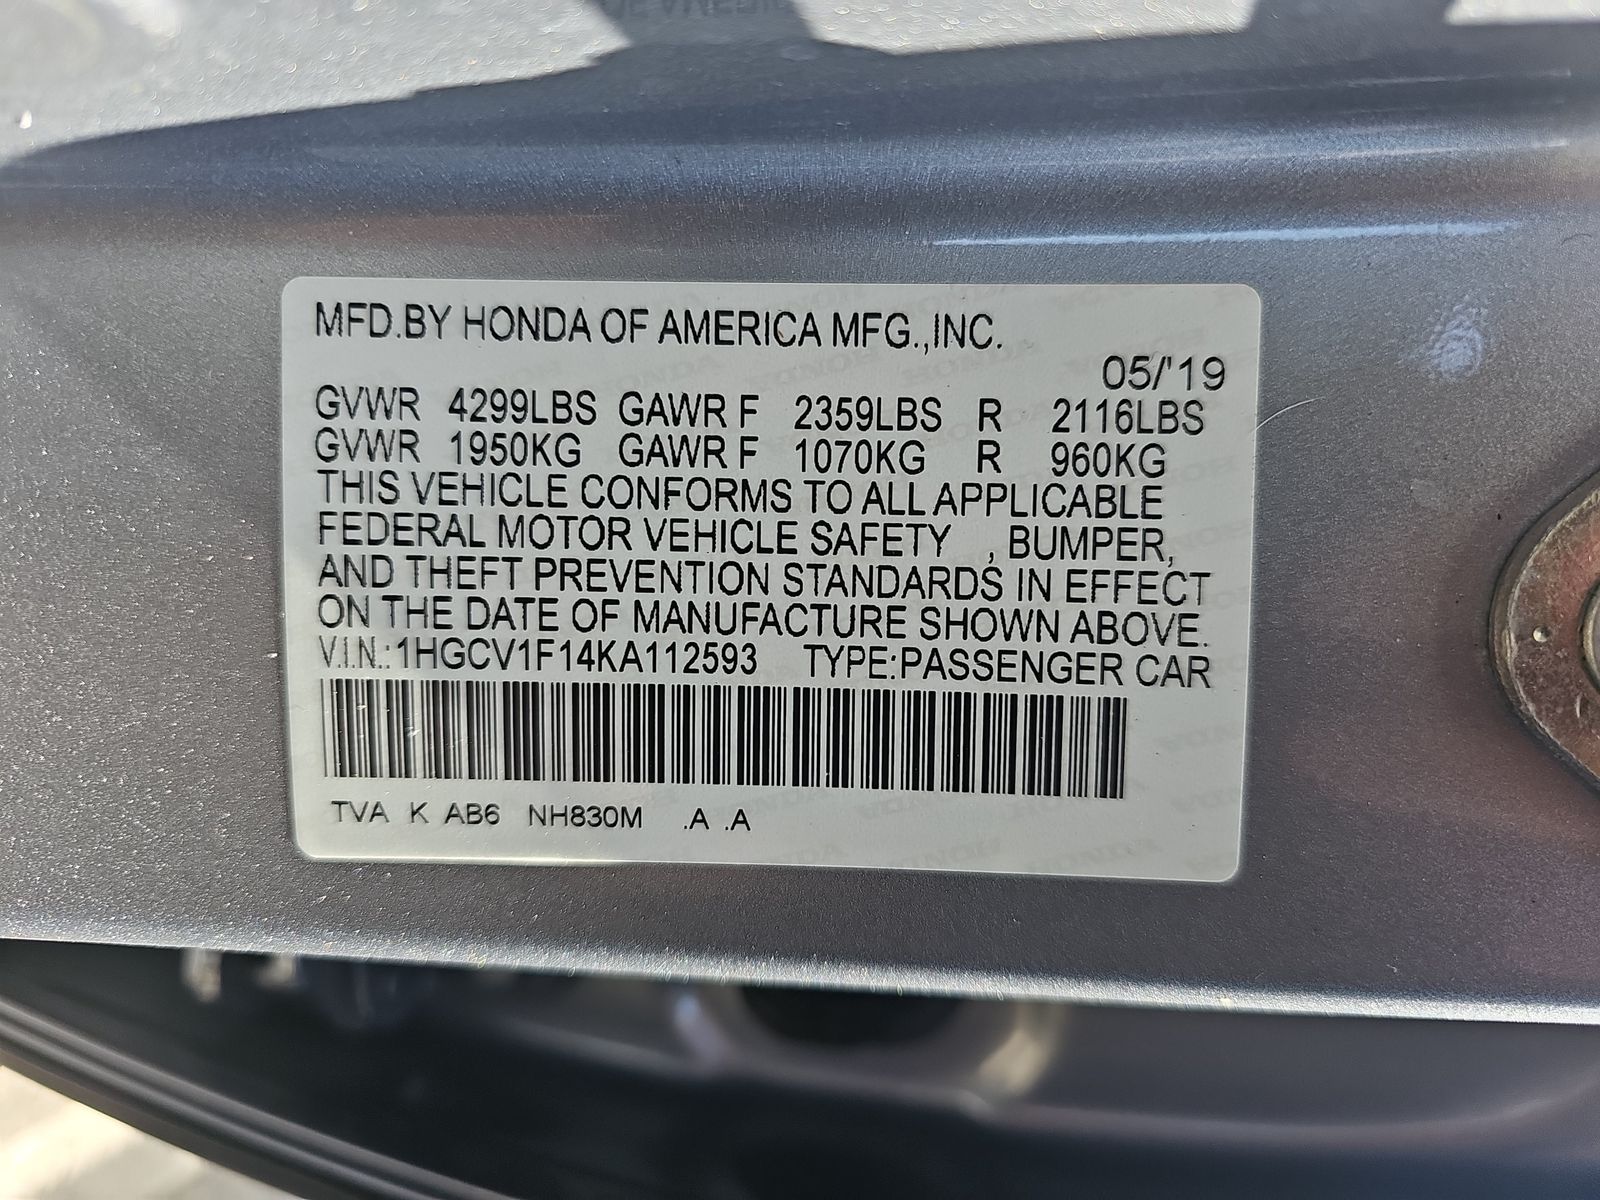 MFD.BY HONDA OF AMERICA MFG.,INC.
05/'19
GVWR 4299LBS GAWR F 2359LBS R 2116LBS
GVWR 1950KG GAWR F 1070KG R 960KG
THIS VEHICLE CONFORMS TO ALL APPLICABLE
FEDERAL MOTOR VEHICLE SAFETY , BUMPER,
AND THEFT PREVENTION STANDARDS IN EFFECT
ON THE DATE OF MANUFACTURE SHOWN ABOVE.
V.I.N.:1HGCV1F14KA112593 TYPE:PASSENGER CAR
TVA K AB6 NH830M .A .A